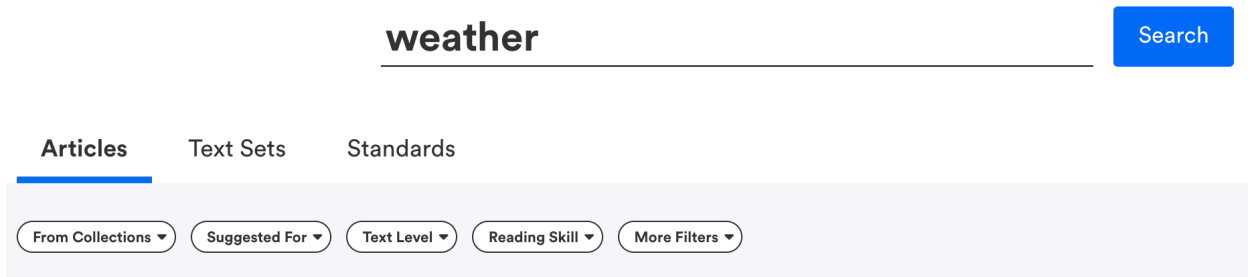 weather
Search
Articles Text Sets Standards
From Collections Suggested For Text Level Reading Skill More Filters